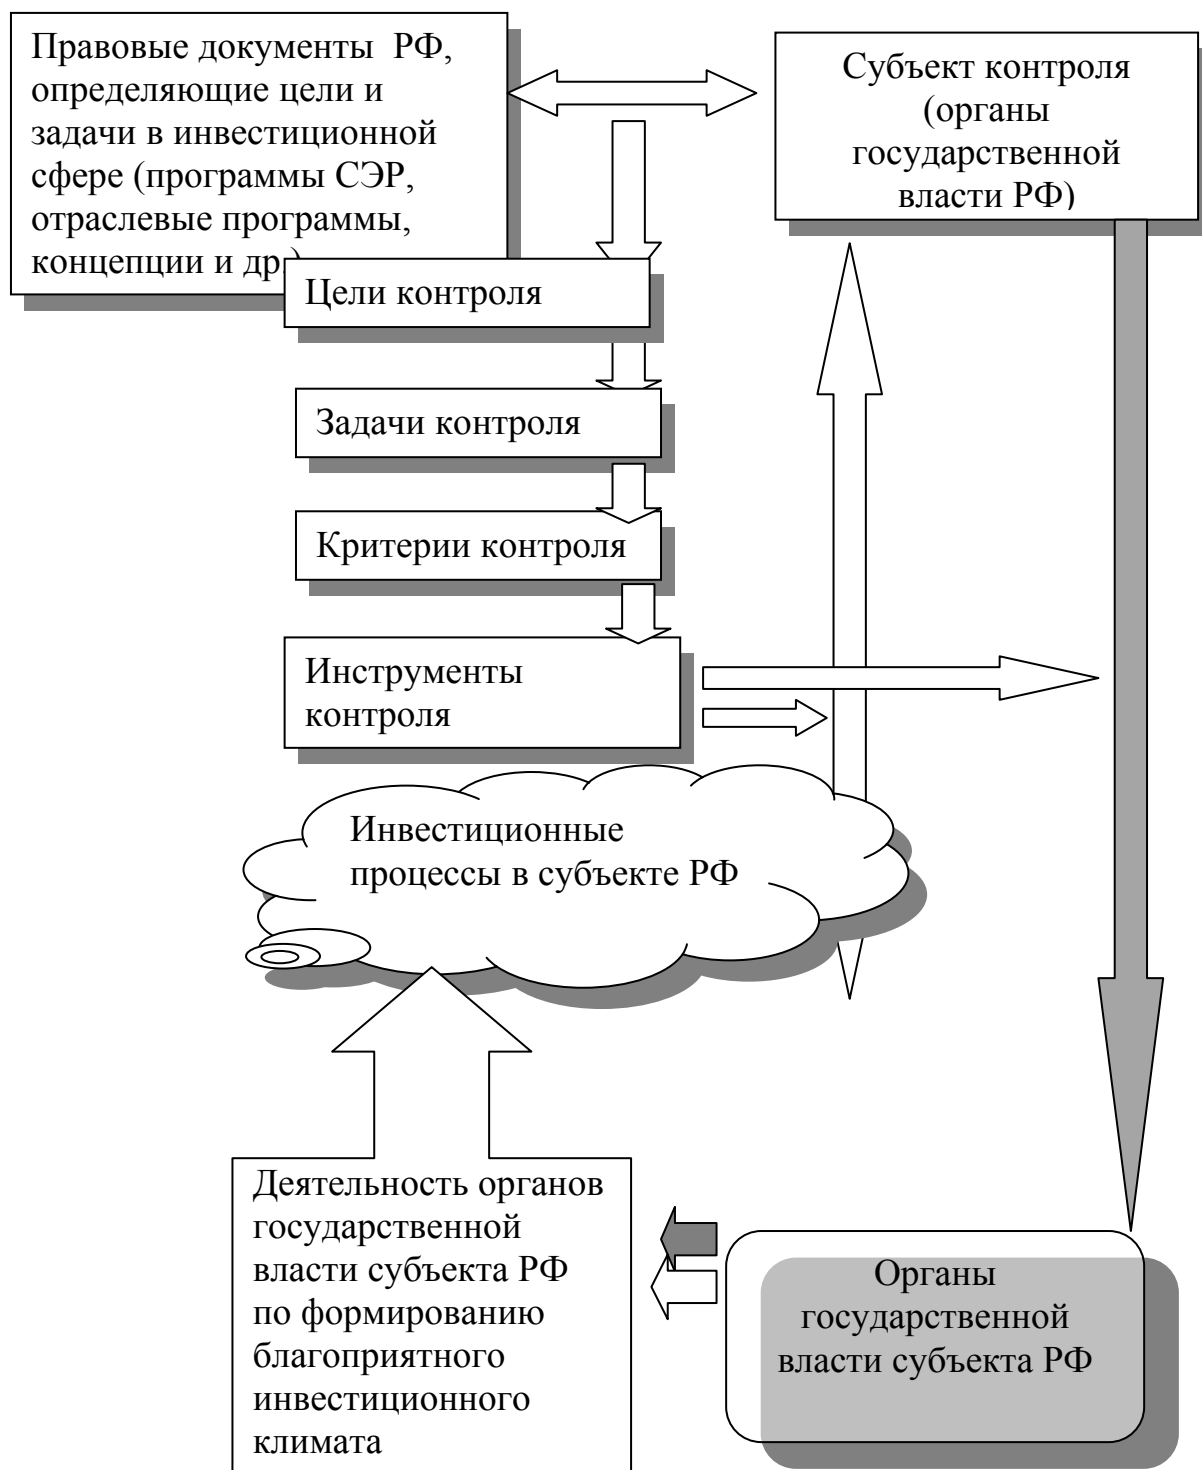 Правовые документы РФ,
определяющие цели и
задачи в инвестиционной
сфере (программы СЭР,
отраслевые программы,
концепции и др.)
Субъект контроля
(органы
государственной
власти РФ)
Цели контроля
Задачи контроля
Критерии контроля
Инструменты
контроля
Инвестиционные
процессы в субъекте РФ
Деятельность органов
государственной
власти субъекта РФ
по формированию
благоприятного
инвестиционного
климата
Органы
государственной
власти субъекта РФ